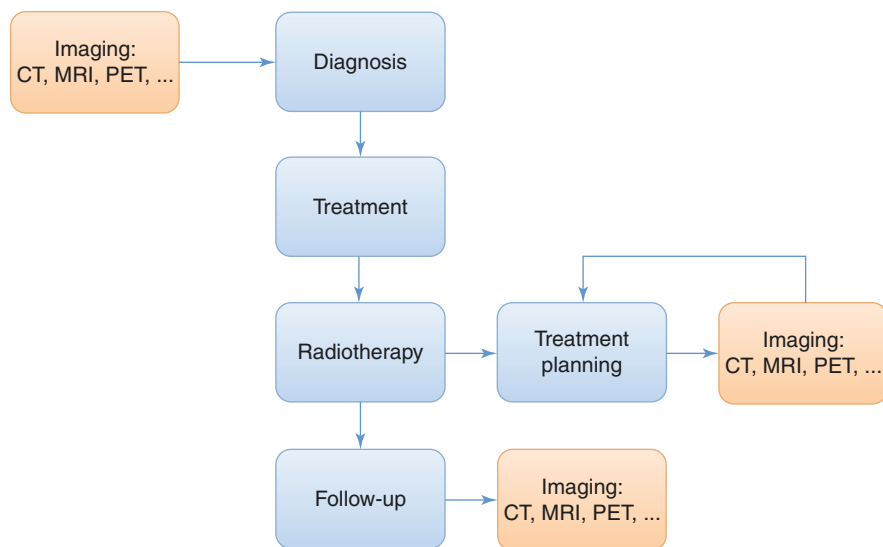 Imaging:
CT, MRI, PET, ...
Diagnosis
Treatment
Radiotherapy
Treatment
planning
Imaging:
CT, MRI, PET, ...
Follow-up
Imaging:
CT, MRI, PET, ...